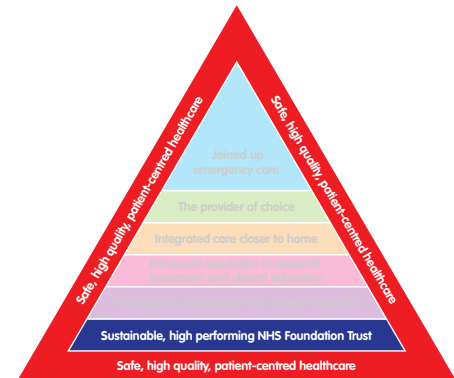 Safe, high quality, patient-centred healthcare
Safe, high quality, patient-centred healthcare
Joined up
emergency care
The provider of choice
Integrated care closer to home
Enhanced reputation in research,
innovation and clinical education
Sustainable, high performing NHS Foundation Trust
Safe, high quality, patient-centred healthcare